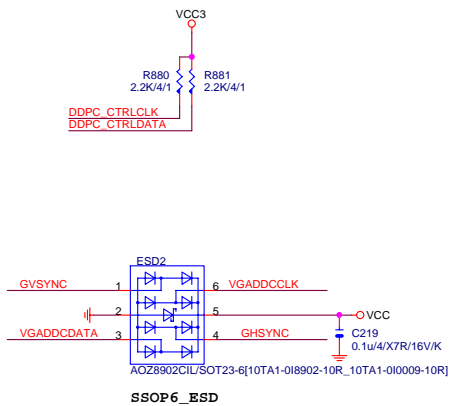 VCC3
R880 R881
2.2K/4/1 2.2K/4/1
DDPC_CTRLCLK
DDPC_CTRLDATA
ESD2
GVSYNC 1 6 VGADDCCLK
2 5 VCC
VGADDCDATA 3 4 GHSYNC
C219
0.1u/4/X7R/16V/K
AOZ8902CIL/SOT23-6[10TA1-0I8902-10R_10TA1-0I0009-10R]
SSOP6_ESD